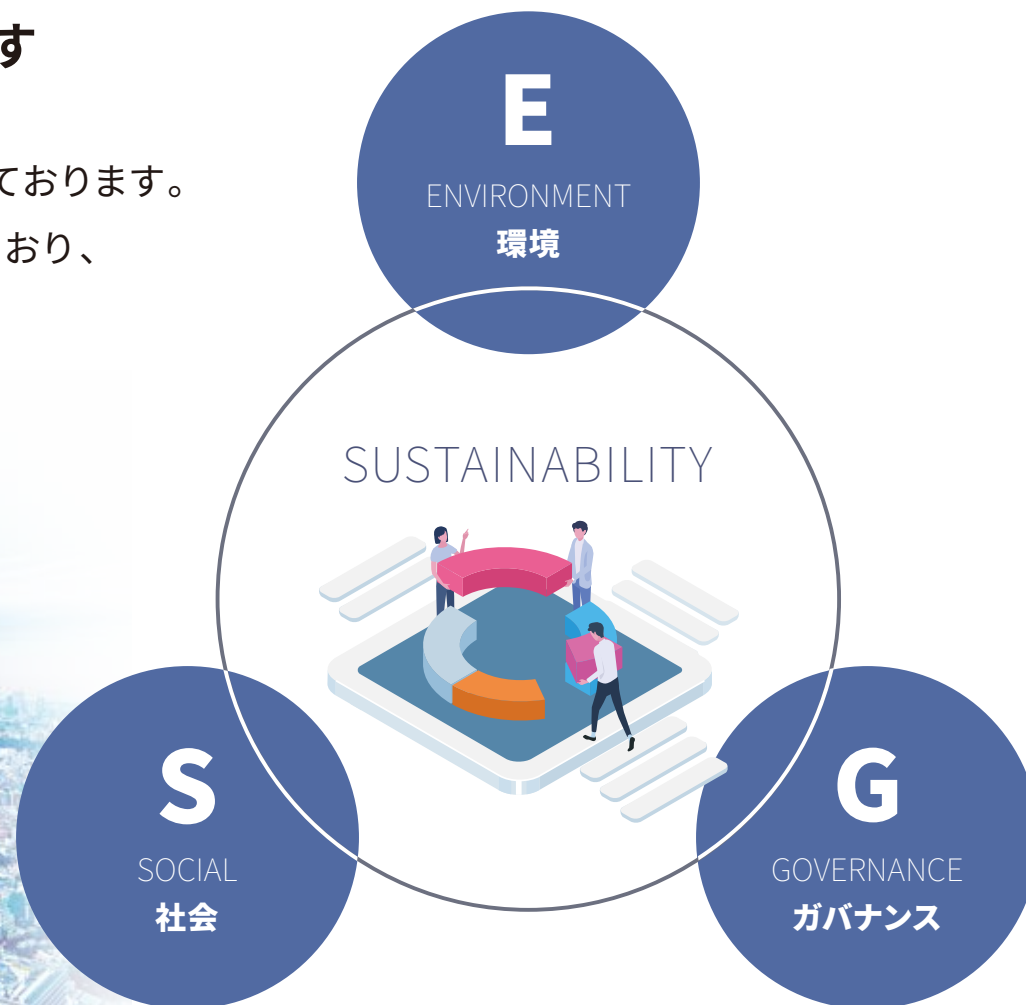 す
ております。
おり、
E
ENVIRONMENT
環境
SUSTAINABILITY
S
SOCIAL
社会
G
GOVERNANCE
ガバナンス